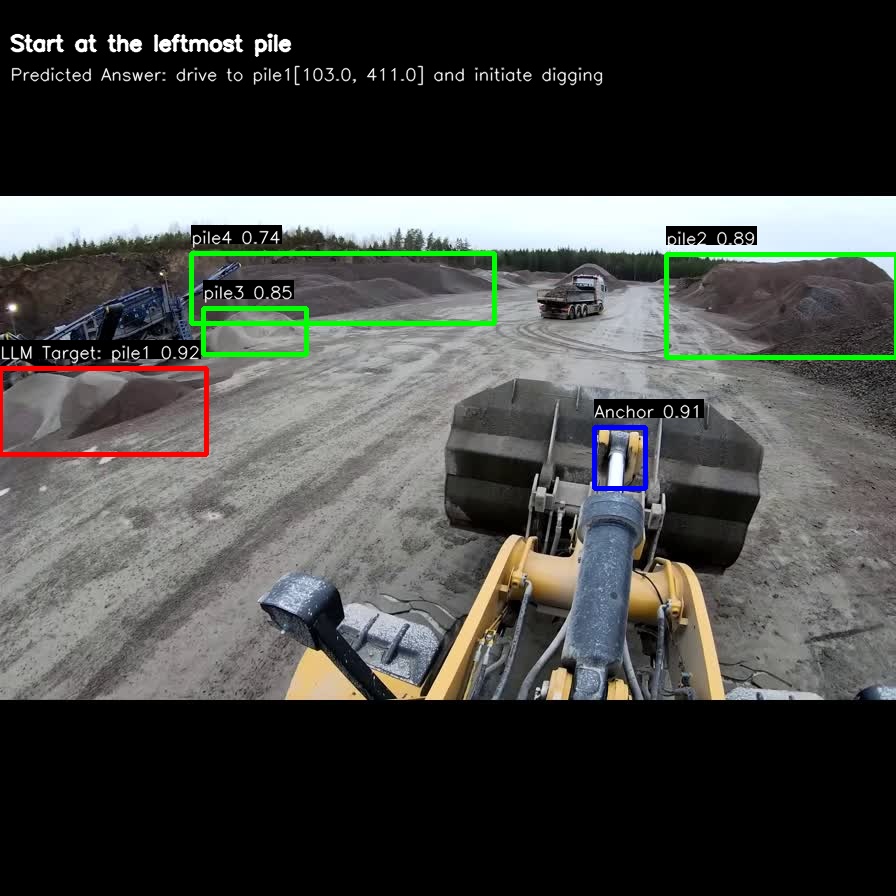 Start at the leftmost pile
Predicted Answer: drive to pile1[103.0, 411.0] and initiate digging
pile4 0.74
pile2 0.89
pile3 0.85
LLM Target: pile1 0.92
Anchor 0.91